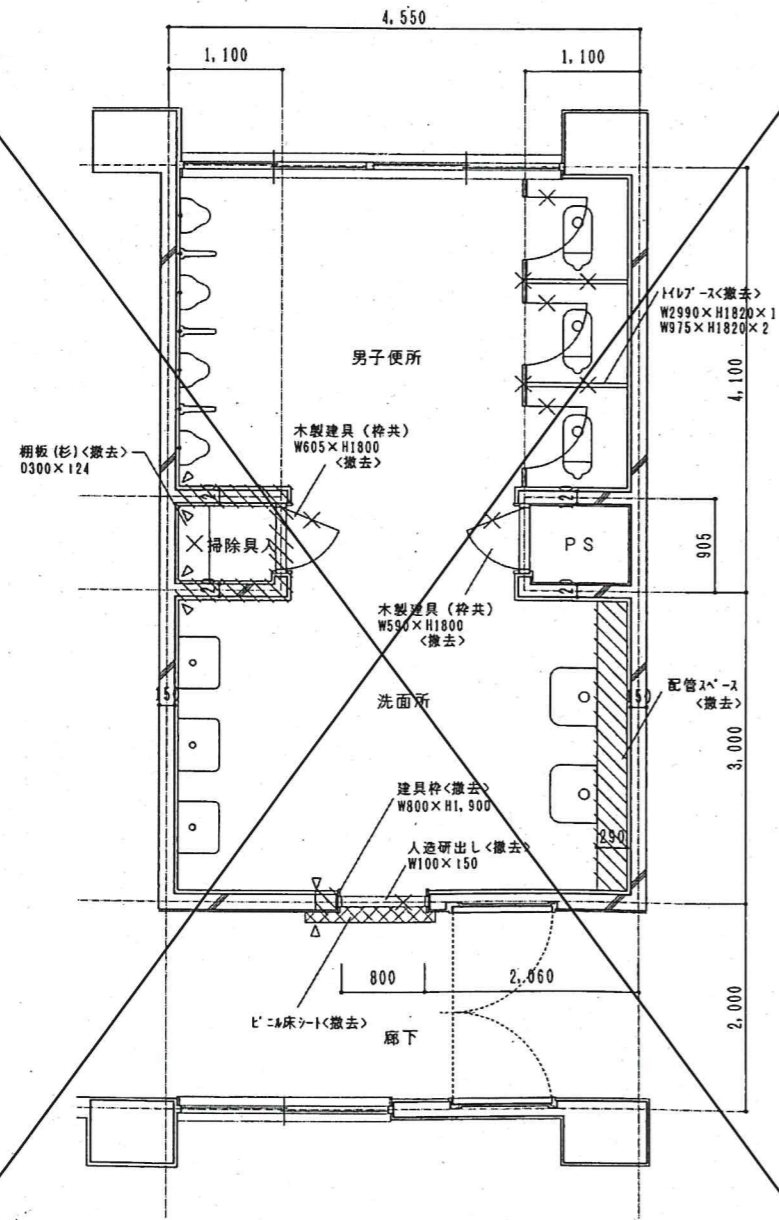 4,550
1,100
1,100
トイレブース<撤去>
W2990×H1820×1
W975×H1820×2
男子便所
4,100
木製建具(枠共)
W605×H1800
<撤去>
棚板(杉)<撤去>
D300×t24
120
120
掃除具入
PS
905
120
120
木製建具(枠共)
W590×H1800
<撤去>
配管スペース
<撤去>
150
洗面所
150
3,000
建具枠<撤去>
W800×H1,900
人造研出し<撤去>
W100×t50
290
800
2,060
ビニル床シート<撤去>
廊下
2,000